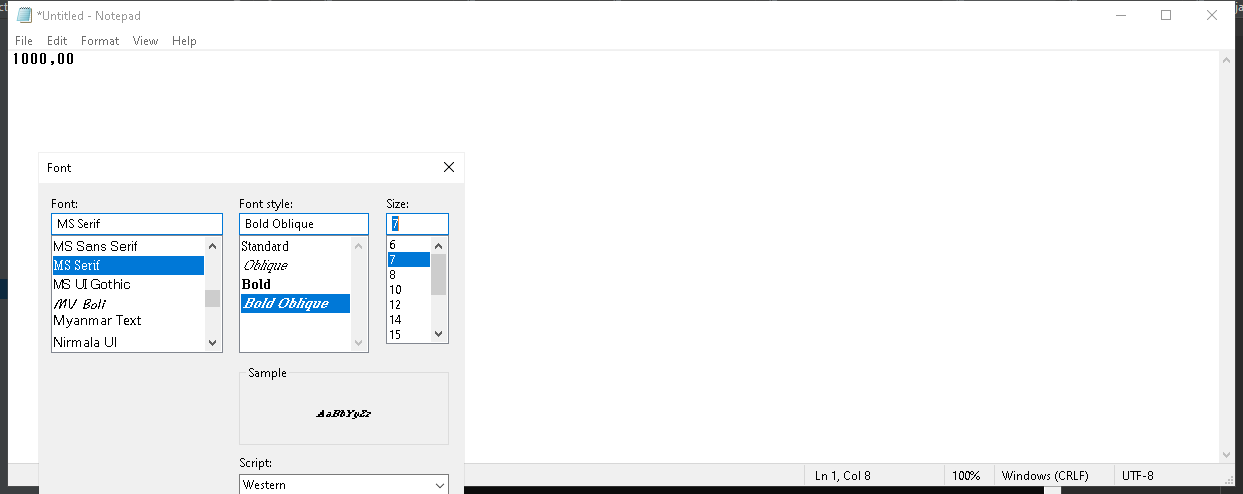 *Untitled - Notepad
File Edit Format View Help
1000,00
Font
Font: Font style: Size:
MS Serif Bold Oblique 7
MS Sans Serif Standard 6
MS Serif Oblique 7
MS UI Gothic Bold 8
MV Boli Bold Oblique 10
Myanmar Text 12
Nirmala UI 14
15
Sample
AaBbYyZz
Script:
Western
Ln 1, Col 8 100% Windows (CRLF) UTF-8